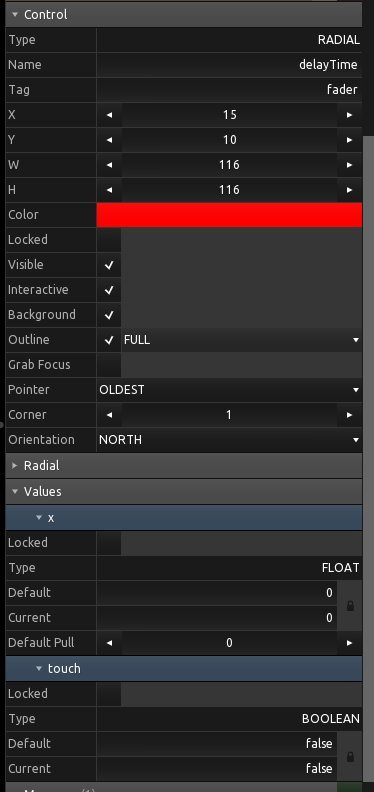 Control
Type RADIAL
Name delayTime
Tag fader
X 15
Y 10
W 116
H 116
Color
Locked
Visible
Interactive
Background
Outline FULL
Grab Focus
Pointer OLDEST
Corner 1
Orientation NORTH
Radial
Values
x
Locked
Type FLOAT
Default 0
Current 0
Default Pull 0
touch
Locked
Type BOOLEAN
Default false
Current false